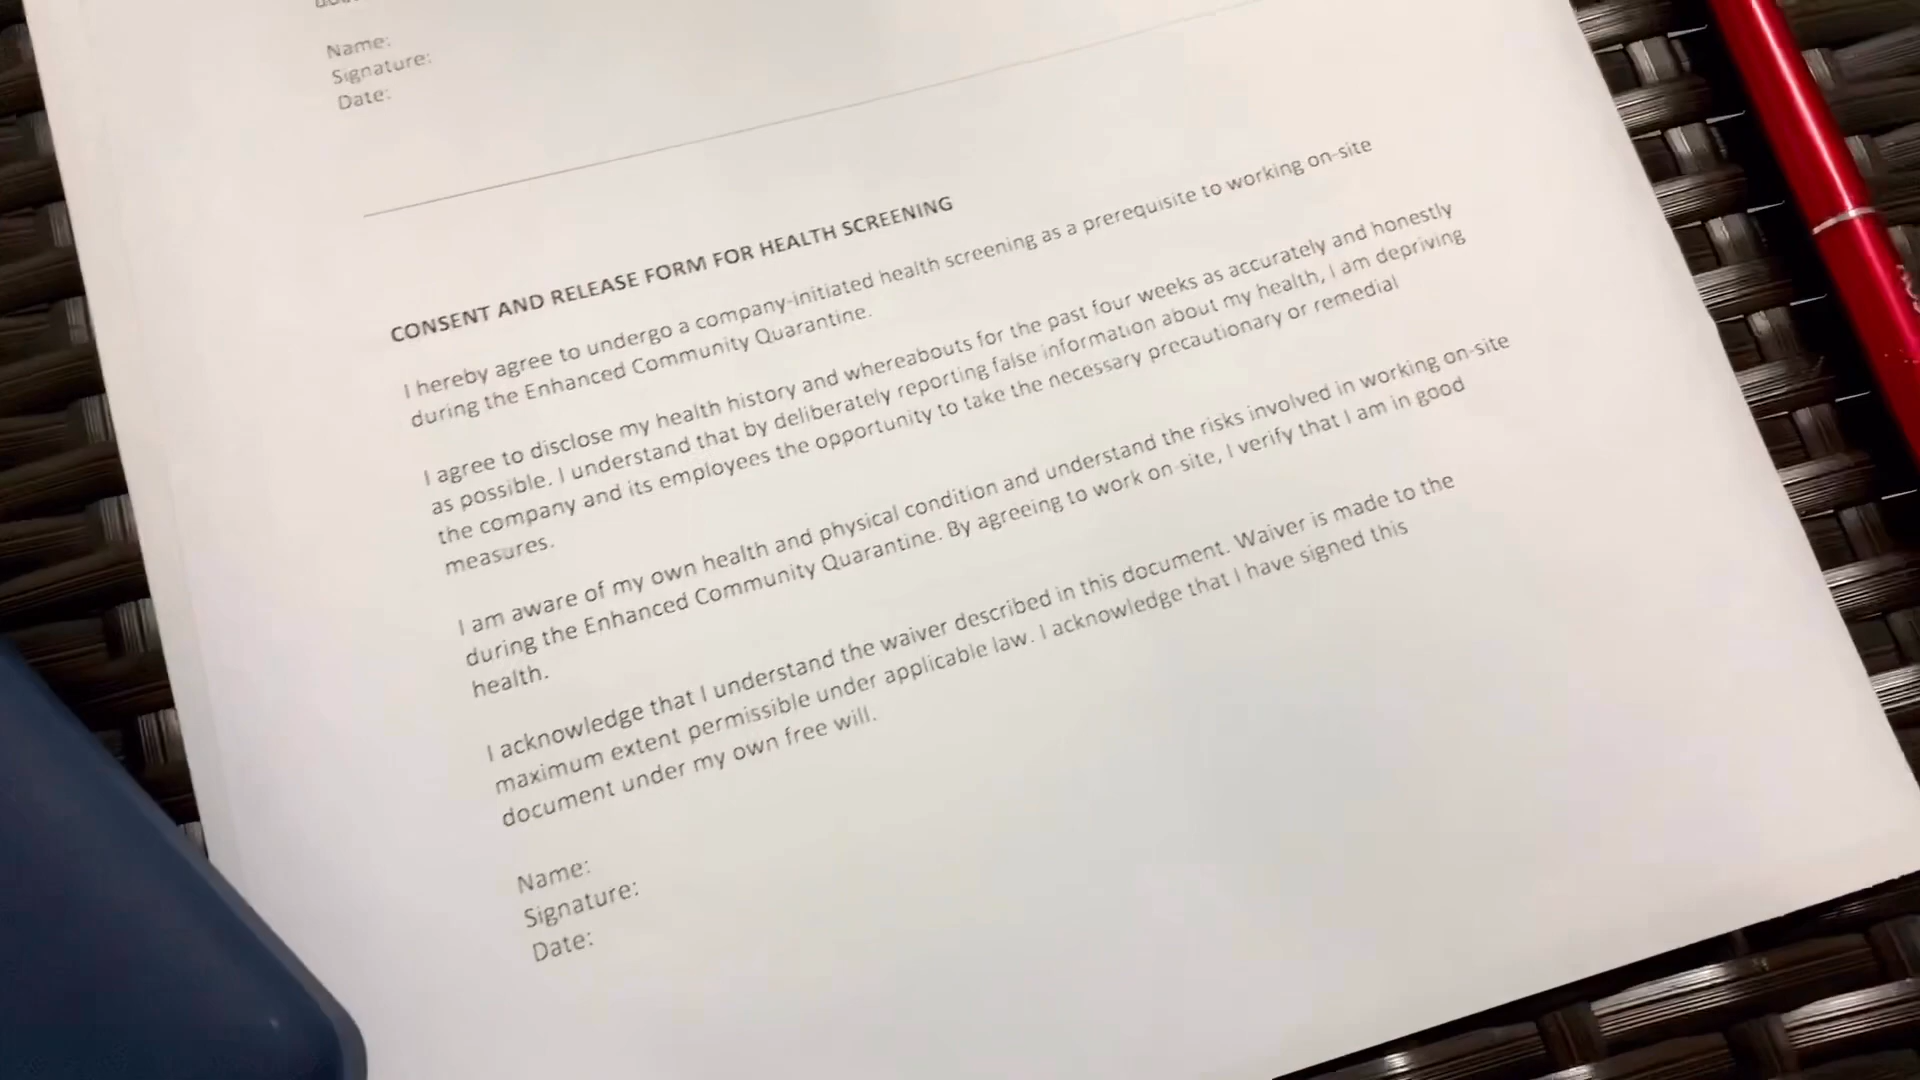 Name:
Signature:
Date:
CONSENT AND RELEASE FORM FOR HEALTH SCREENING
I hereby agree to undergo a company-initiated health screening as a prerequisite to working on-site
during the Enhanced Community Quarantine.
I agree to disclose my health history and whereabouts for the past four weeks as accurately and honestly
as possible. I understand that by deliberately reporting false information about my health, I am depriving
the company and its employees the opportunity to take the necessary precautionary or remedial
measures.
I am aware of my own health and physical condition and understand the risks involved in working on-site
during the Enhanced Community Quarantine. By agreeing to work on-site, I verify that I am in good
health.
I acknowledge that I understand the waiver described in this document. Waiver is made to the
maximum extent permissible under applicable law. I acknowledge that I have signed this
document under my own free will.
Name:
Signature:
Date: